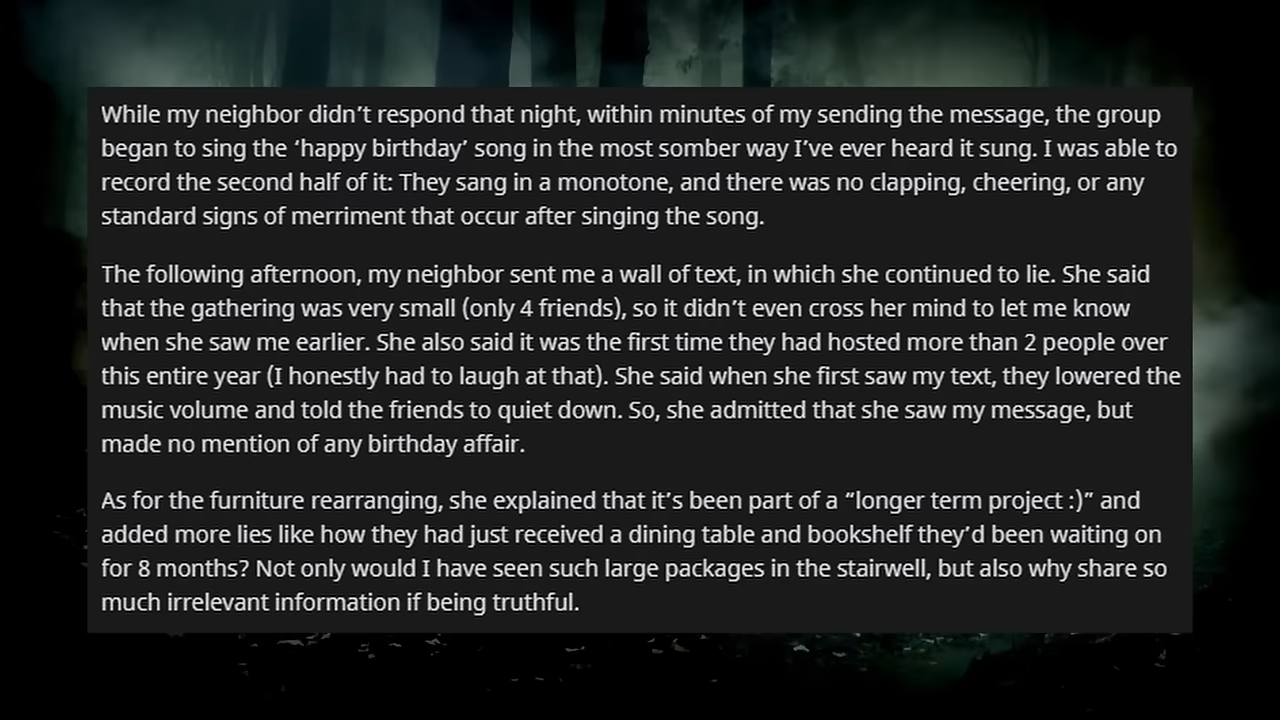 While my neighbor didn’t respond that night, within minutes of my sending the message, the group
began to sing the ‘happy birthday’ song in the most somber way I’ve ever heard it sung. I was able to
record the second half of it: They sang in a monotone, and there was no clapping, cheering, or any
standard signs of merriment that occur after singing the song.
The following afternoon, my neighbor sent me a wall of text, in which she continued to lie. She said
that the gathering was very small (only 4 friends), so it didn’t even cross her mind to let me know
when she saw me earlier. She also said it was the first time they had hosted more than 2 people over
this entire year (I honestly had to laugh at that). She said when she first saw my text, they lowered the
music volume and told the friends to quiet down. So, she admitted that she saw my message, but
made no mention of any birthday affair.
As for the furniture rearranging, she explained that it’s been part of a “longer term project :)” and
added more lies like how they had just received a dining table and bookshelf they’d been waiting on
for 8 months? Not only would I have seen such large packages in the stairwell, but also why share so
much irrelevant information if being truthful.